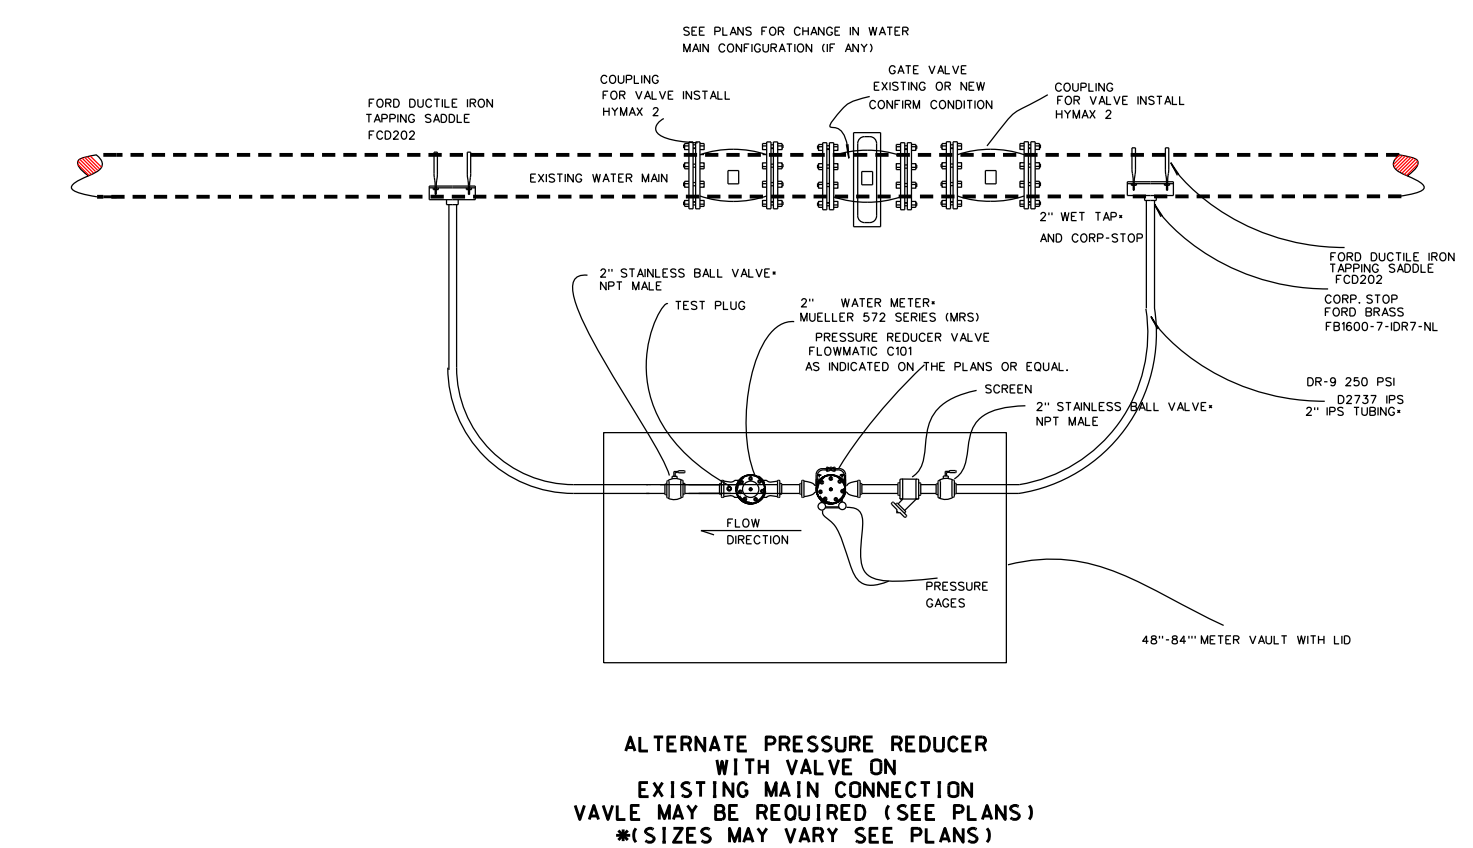 SEE PLANS FOR CHANGE IN WATER
MAIN CONFIGURATION (IF ANY)
GATE VALVE
EXISTING OR NEW
CONFIRM CONDITION
COUPLING
FOR VALVE INSTALL
HYMAX 2
COUPLING
FOR VALVE INSTALL
HYMAX 2
FORD DUCTILE IRON
TAPPING SADDLE
FCD202
EXISTING WATER MAIN
2" WET TAP*
AND CORP-STOP
FORD DUCTILE IRON
TAPPING SADDLE
FCD202
CORP. STOP
FORD BRASS
FB1600-7-IDR7-NL
2" STAINLESS BALL VALVE*
NPT MALE
TEST PLUG
2" WATER METER*
MUELLER 572 SERIES (MRS)
PRESSURE REDUCER VALVE
FLOWMATIC C101
AS INDICATED ON THE PLANS OR EQUAL.
SCREEN
2" STAINLESS BALL VALVE*
NPT MALE
DR-9 250 PSI
D2737 IPS
2" IPS TUBING*
FLOW
DIRECTION
PRESSURE
GAGES
48"-84"' METER VAULT WITH LID
ALTERNATE PRESSURE REDUCER
WITH VALVE ON
EXISTING MAIN CONNECTION
VAVLE MAY BE REQUIRED (SEE PLANS)
*(SIZES MAY VARY SEE PLANS)